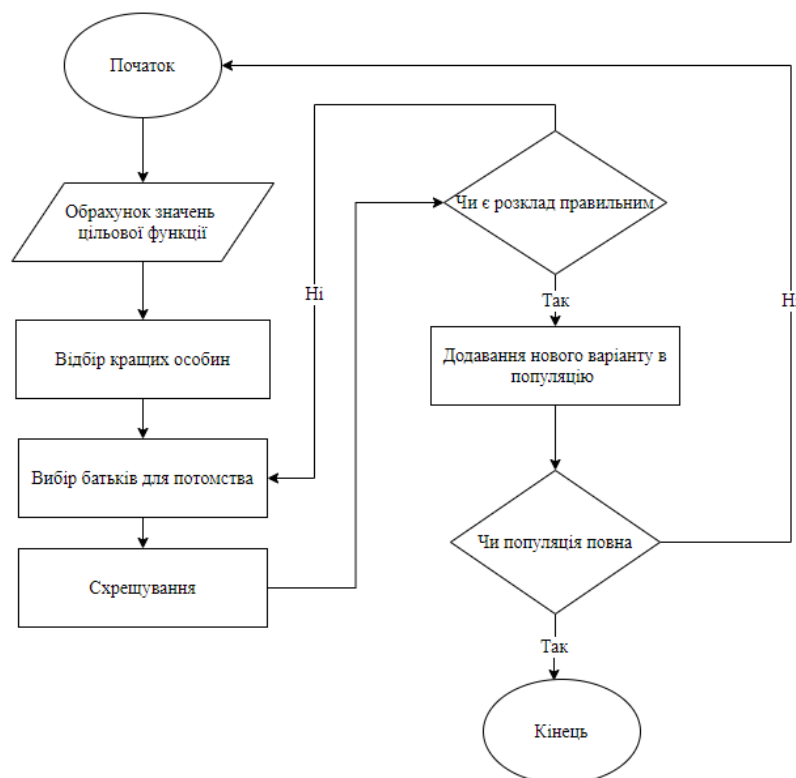 Початок
Обрахунок значень
цільової функції
Відбір кращих особин
Вибір батьків для потомства
Схрещування
Чи є розклад правильним
Ні
Так
Додавання нового варіанту в
популяцію
Чи популяція повна
Ні
Так
Кінець